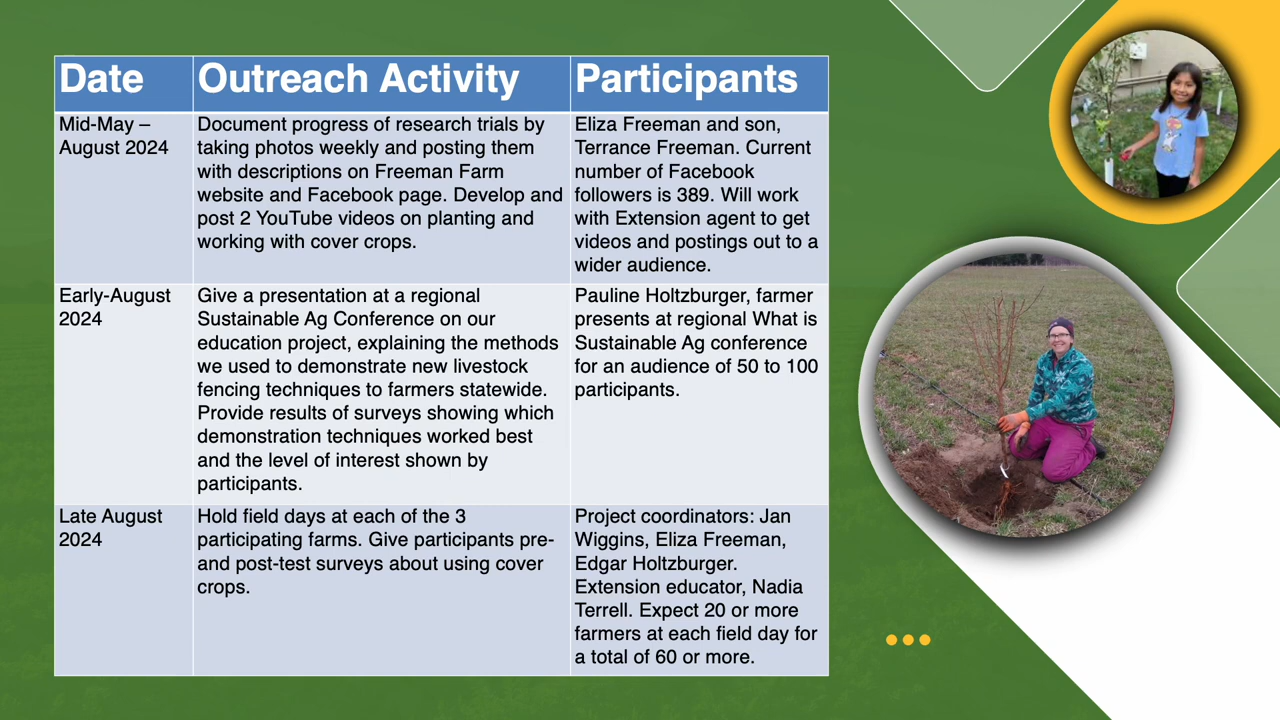 Date
Outreach Activity
Participants
Mid-May –
August 2024
Document progress of research trials by
taking photos weekly and posting them
with descriptions on Freeman Farm
website and Facebook page. Develop and
post 2 YouTube videos on planting and
working with cover crops.
Eliza Freeman and son,
Terrance Freeman. Current
number of Facebook
followers is 389. Will work
with Extension agent to get
videos and postings out to a
wider audience.
Early-August
2024
Give a presentation at a regional
Sustainable Ag Conference on our
education project, explaining the methods
we used to demonstrate new livestock
fencing techniques to farmers statewide.
Provide results of surveys showing which
demonstration techniques worked best
and the level of interest shown by
participants.
Pauline Holtzburger, farmer
presents at regional What is
Sustainable Ag conference
for an audience of 50 to 100
participants.
Late August
2024
Hold field days at each of the 3
participating farms. Give participants pre-
and post-test surveys about using cover
crops.
Project coordinators: Jan
Wiggins, Eliza Freeman,
Edgar Holtzburger.
Extension educator, Nadia
Terrell. Expect 20 or more
farmers at each field day for
a total of 60 or more.